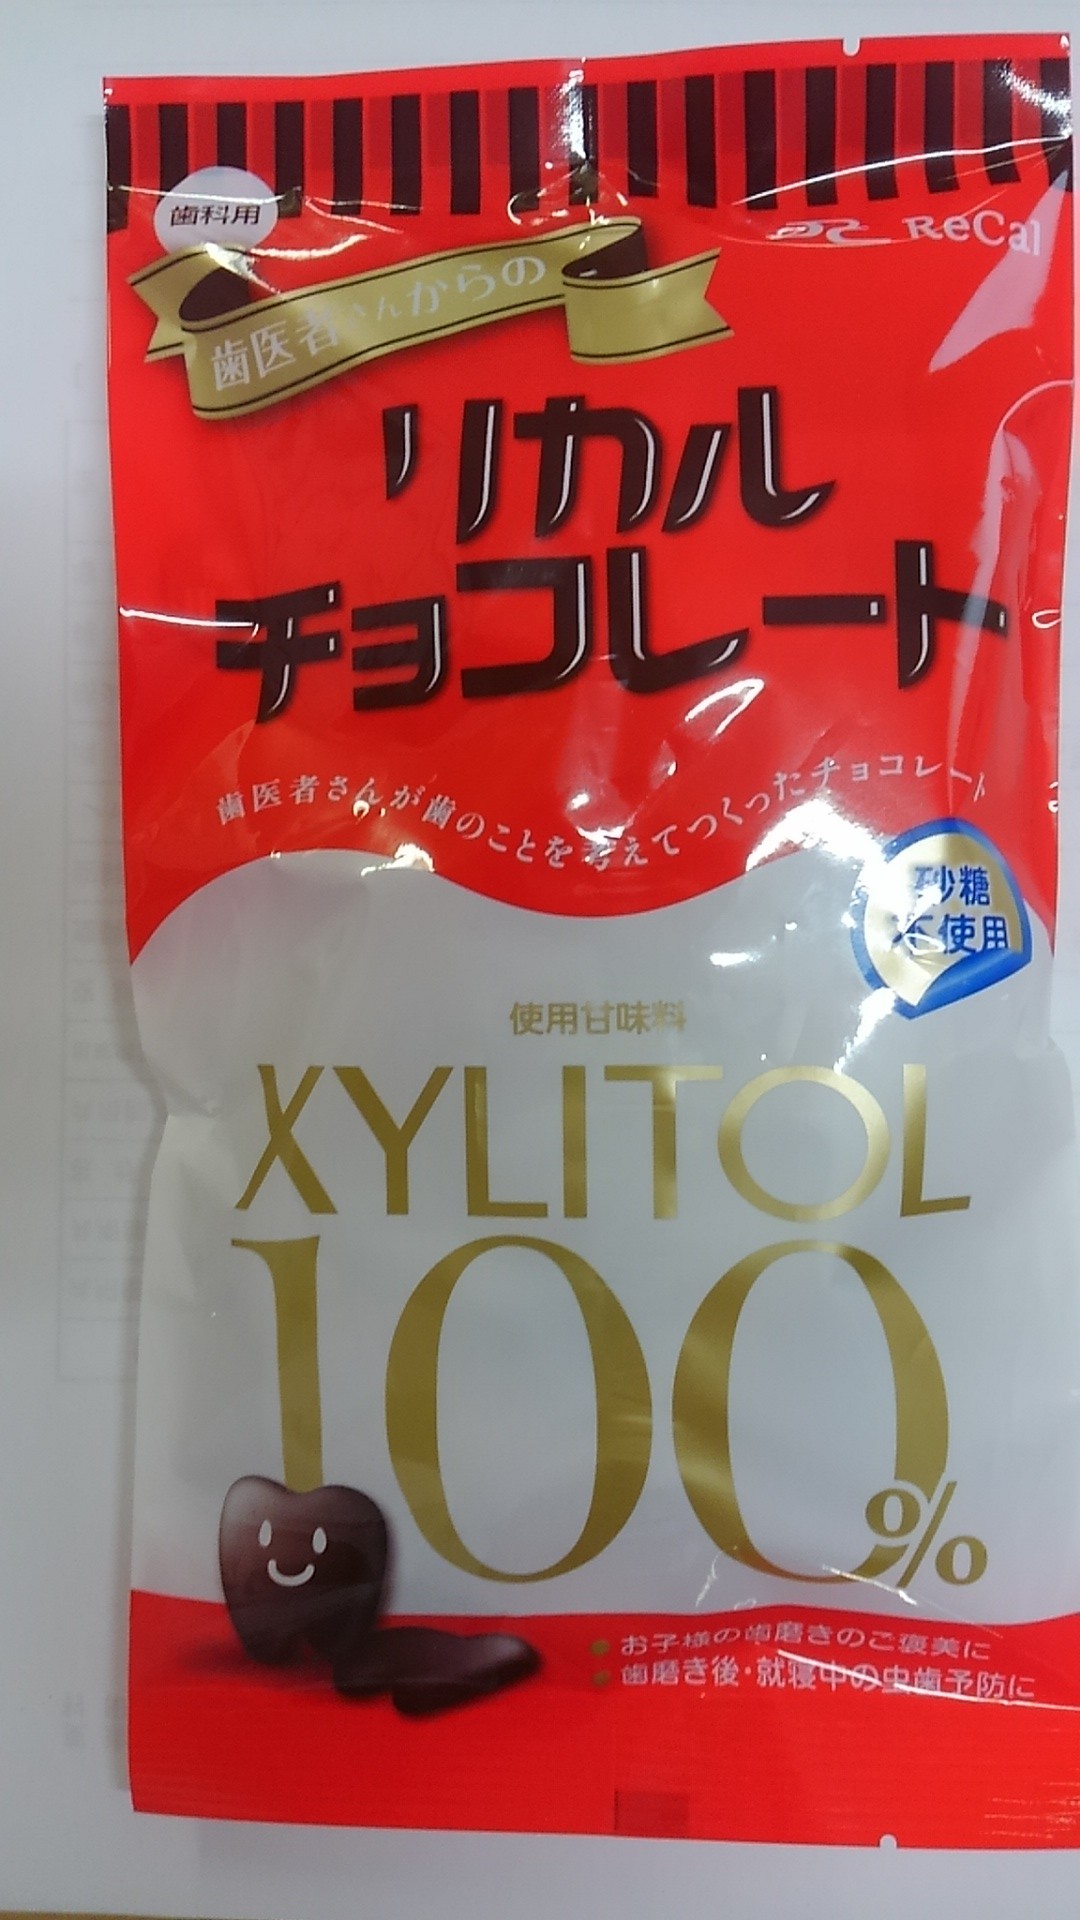 歯科用
ReCal
歯医者さんからの
リカル
チョコレート
歯医者さんが歯のことを考えてつくったチョコレート
砂糖
不使用
使用甘味料
XYLITOL
100%
お子様の歯磨きのご褒美に
歯磨き後・就寝中の虫歯予防に